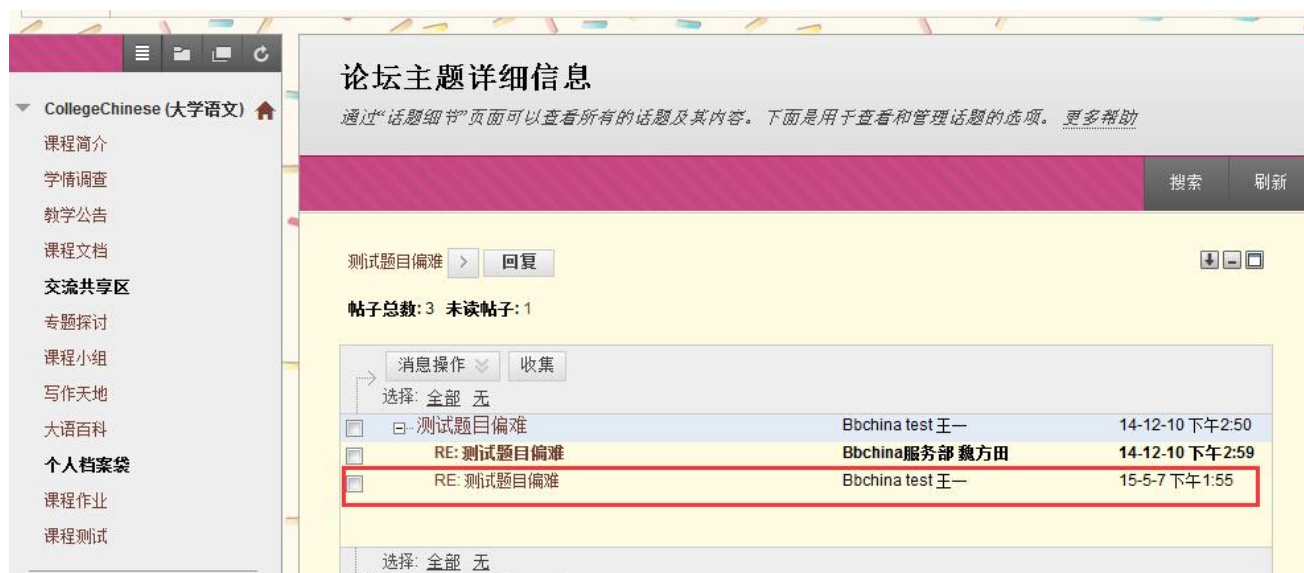 CollegeChinese (大学语文)
课程简介
学情调查
教学公告
课程文档
交流共享区
专题探讨
课程小组
写作天地
大语百科
个人档案袋
课程作业
课程测试
论坛主题详细信息
通过“话题细节”页面可以查看所有的话题及其内容。下面是用于查看和管理话题的选项。 更多帮助
搜索 刷新
测试题目偏难 > 回复
帖子总数: 3 未读帖子: 1
消息操作 收集
选择: 全部 无
测试题目偏难 Bbchina test 王一 14-12-10 下午2:50
RE: 测试题目偏难 Bbchina服务部 魏方田 14-12-10 下午2:59
RE: 测试题目偏难 Bbchina test 王一 15-5-7 下午1:55
选择: 全部 无